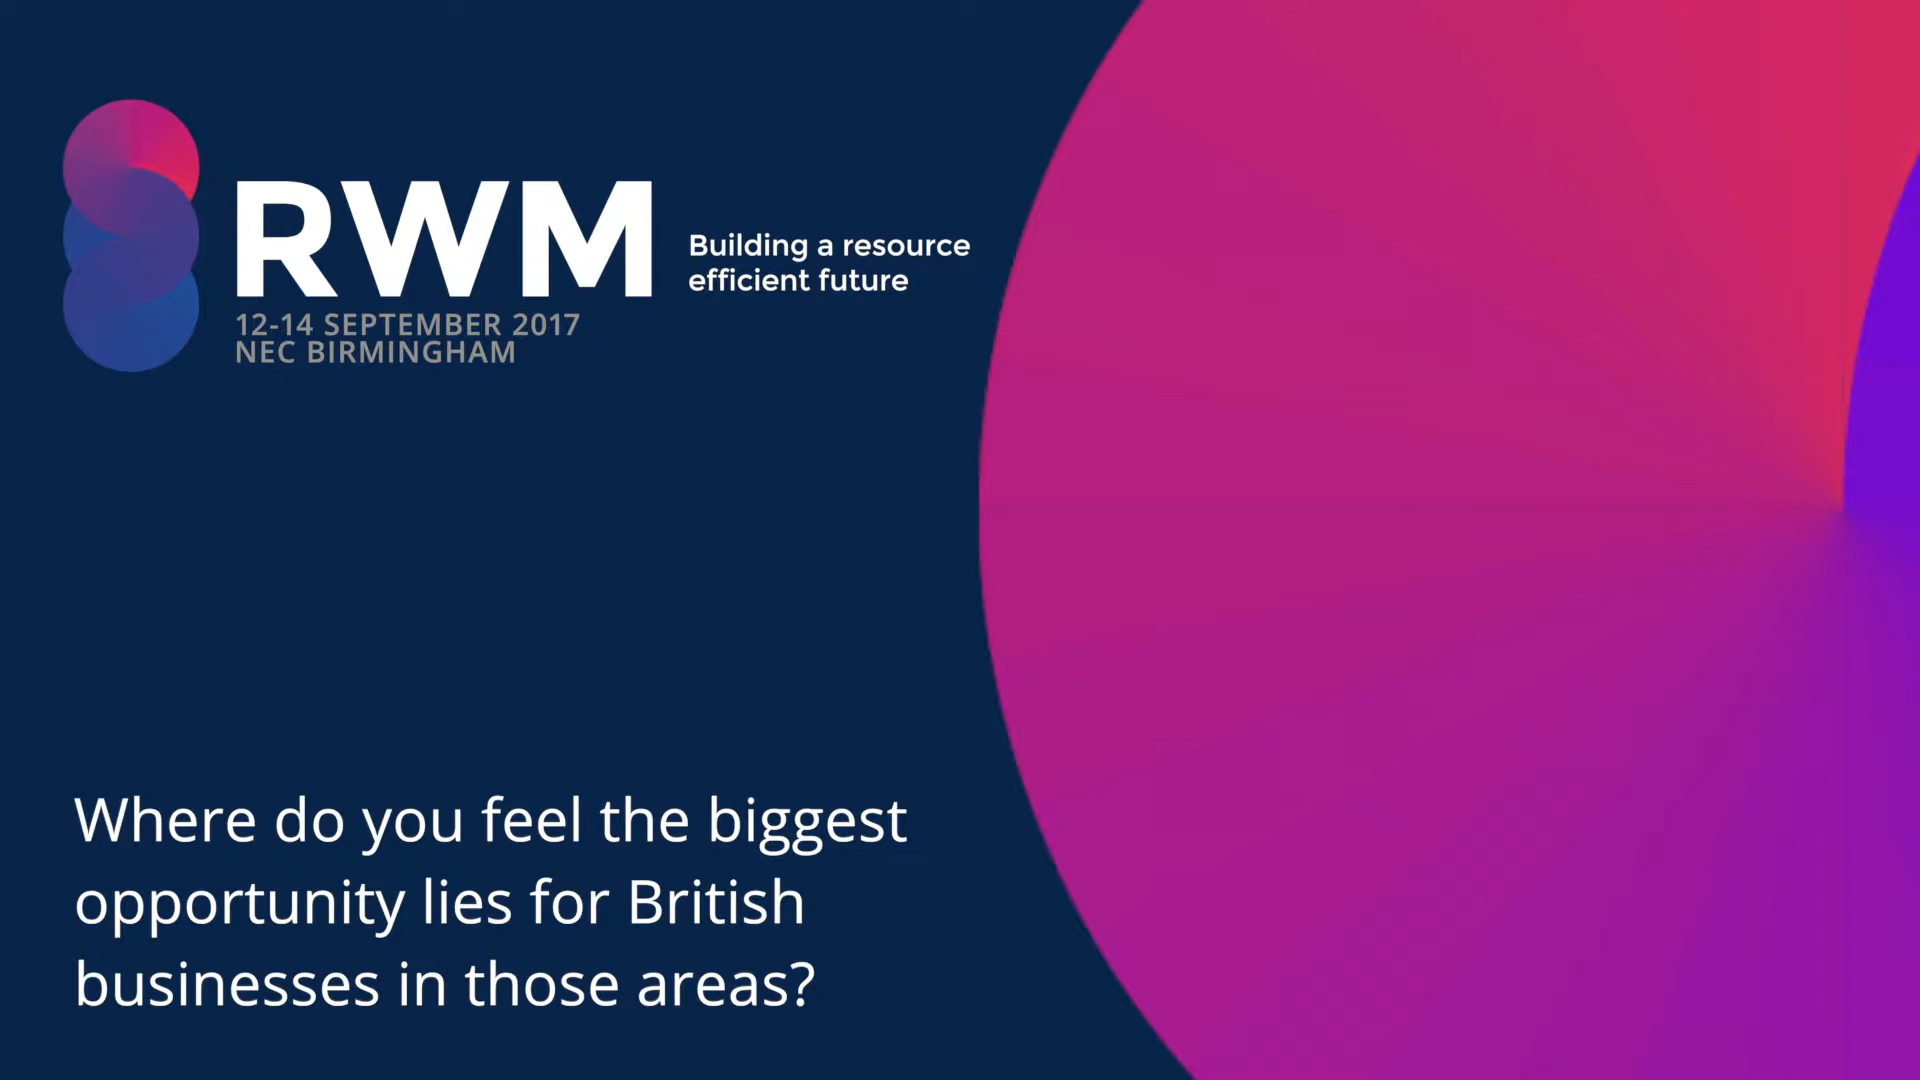 RWM
Building a resource
efficient future
12-14 SEPTEMBER 2017
NEC BIRMINGHAM
Where do you feel the biggest
opportunity lies for British
businesses in those areas?